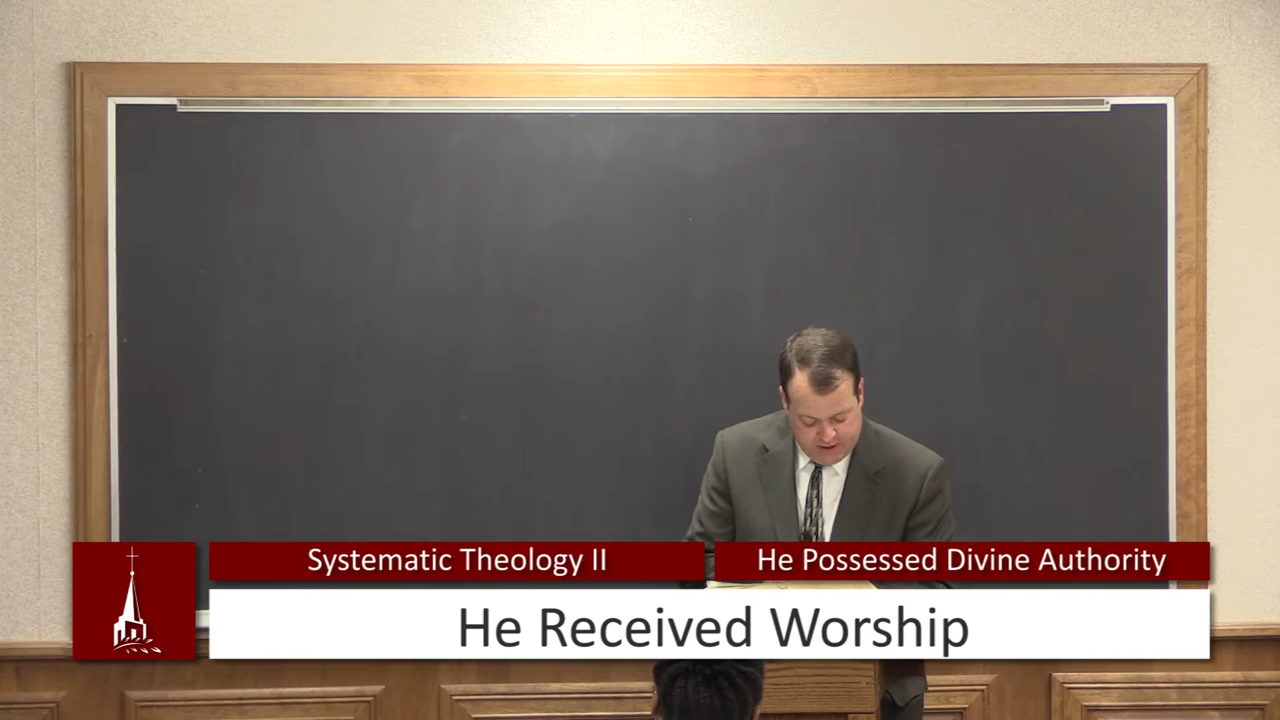 Systematic Theology II
He Possessed Divine Authority
He Received Worship